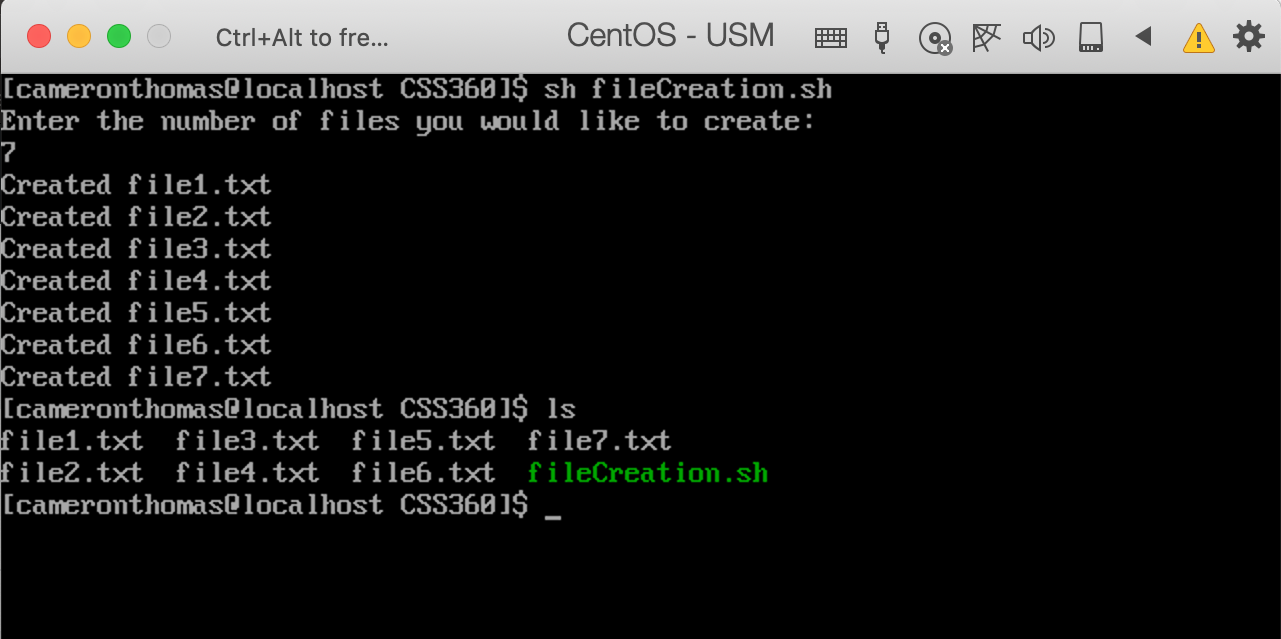 Ctrl+Alt to fre... CentOS - USM
[cameronthomas@localhost CSS360]$ sh fileCreation.sh
Enter the number of files you would like to create:
7
Created file1.txt
Created file2.txt
Created file3.txt
Created file4.txt
Created file5.txt
Created file6.txt
Created file7.txt
[cameronthomas@localhost CSS360]$ ls
file1.txt  file3.txt  file5.txt  file7.txt
file2.txt  file4.txt  file6.txt  fileCreation.sh
[cameronthomas@localhost CSS360]$ _